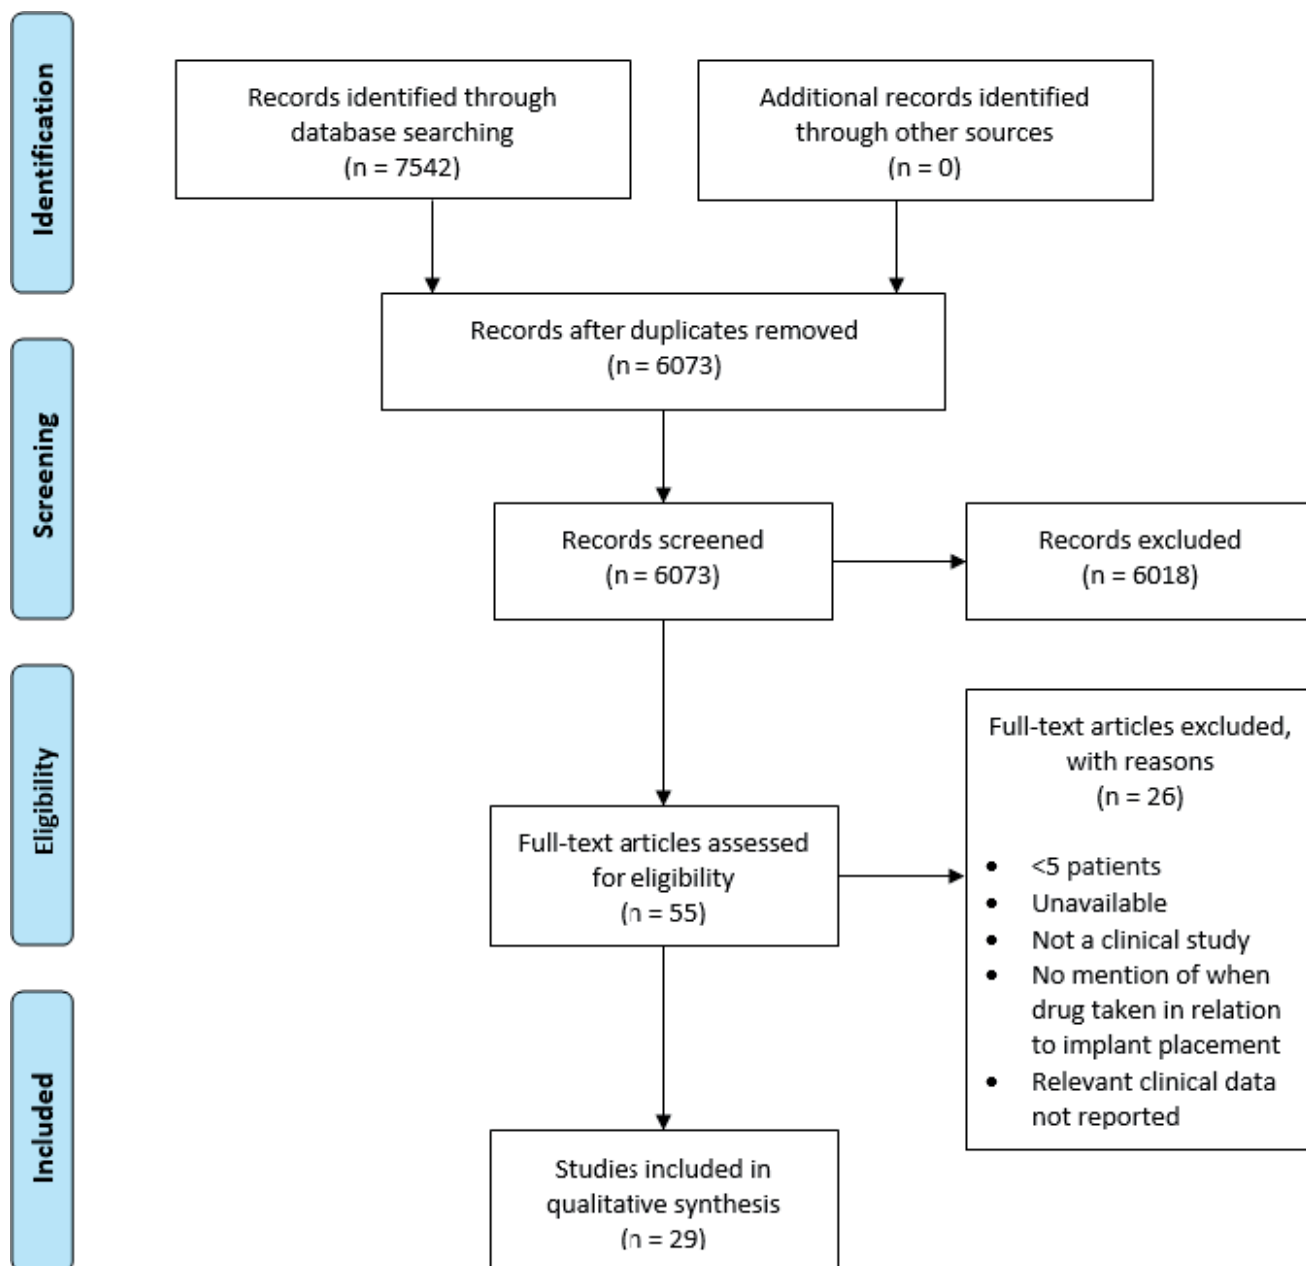 Identification
Records identified through
database searching
(n = 7542)
Additional records identified
through other sources
(n = 0)
Records after duplicates removed
(n = 6073)
Screening
Records screened
(n = 6073)
Records excluded
(n = 6018)
Eligibility
Full-text articles assessed
for eligibility
(n = 55)
Full-text articles excluded,
with reasons
(n = 26)
• <5 patients
• Unavailable
• Not a clinical study
• No mention of when
drug taken in relation
to implant placement
• Relevant clinical data
not reported
Included
Studies included in
qualitative synthesis
(n = 29)